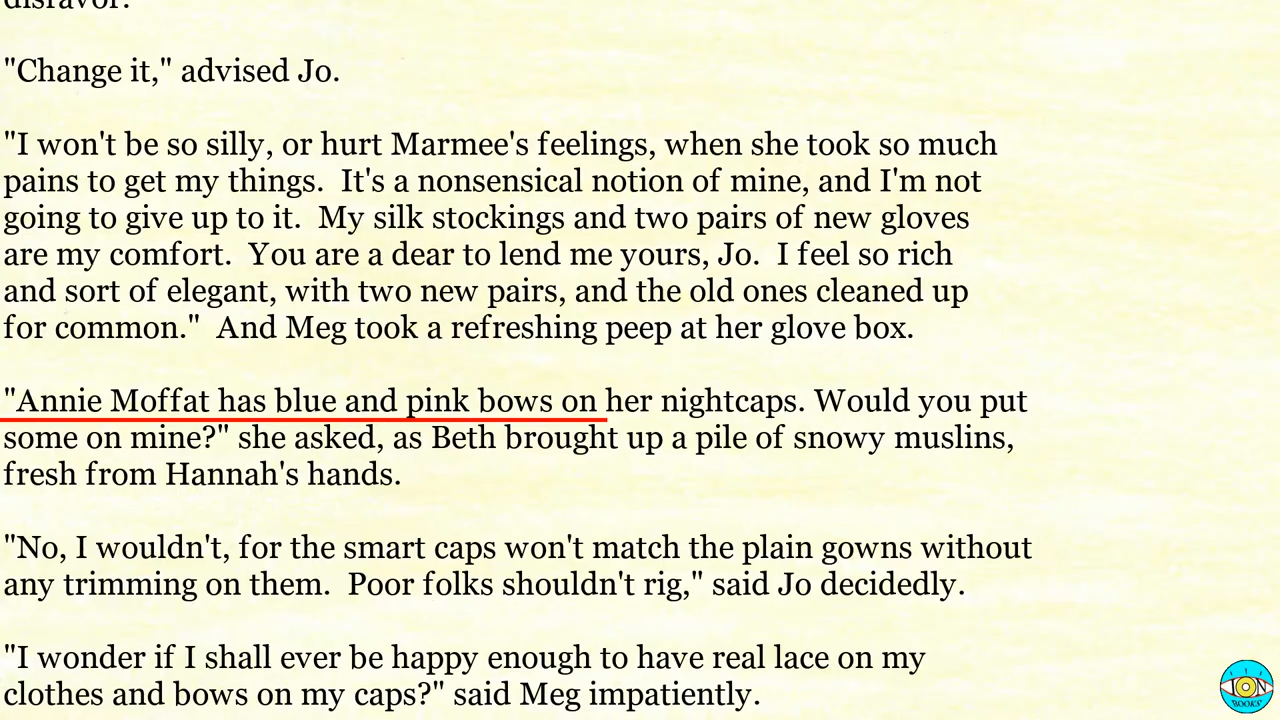 disfavor.
"Change it," advised Jo.
"I won't be so silly, or hurt Marmee's feelings, when she took so much
pains to get my things.  It's a nonsensical notion of mine, and I'm not
going to give up to it.  My silk stockings and two pairs of new gloves
are my comfort.  You are a dear to lend me yours, Jo.  I feel so rich
and sort of elegant, with two new pairs, and the old ones cleaned up
for common."  And Meg took a refreshing peep at her glove box.
"Annie Moffat has blue and pink bows on her nightcaps. Would you put
some on mine?" she asked, as Beth brought up a pile of snowy muslins,
fresh from Hannah's hands.
"No, I wouldn't, for the smart caps won't match the plain gowns without
any trimming on them.  Poor folks shouldn't rig," said Jo decidedly.
"I wonder if I shall ever be happy enough to have real lace on my
clothes and bows on my caps?" said Meg impatiently.
ION
BOOKS